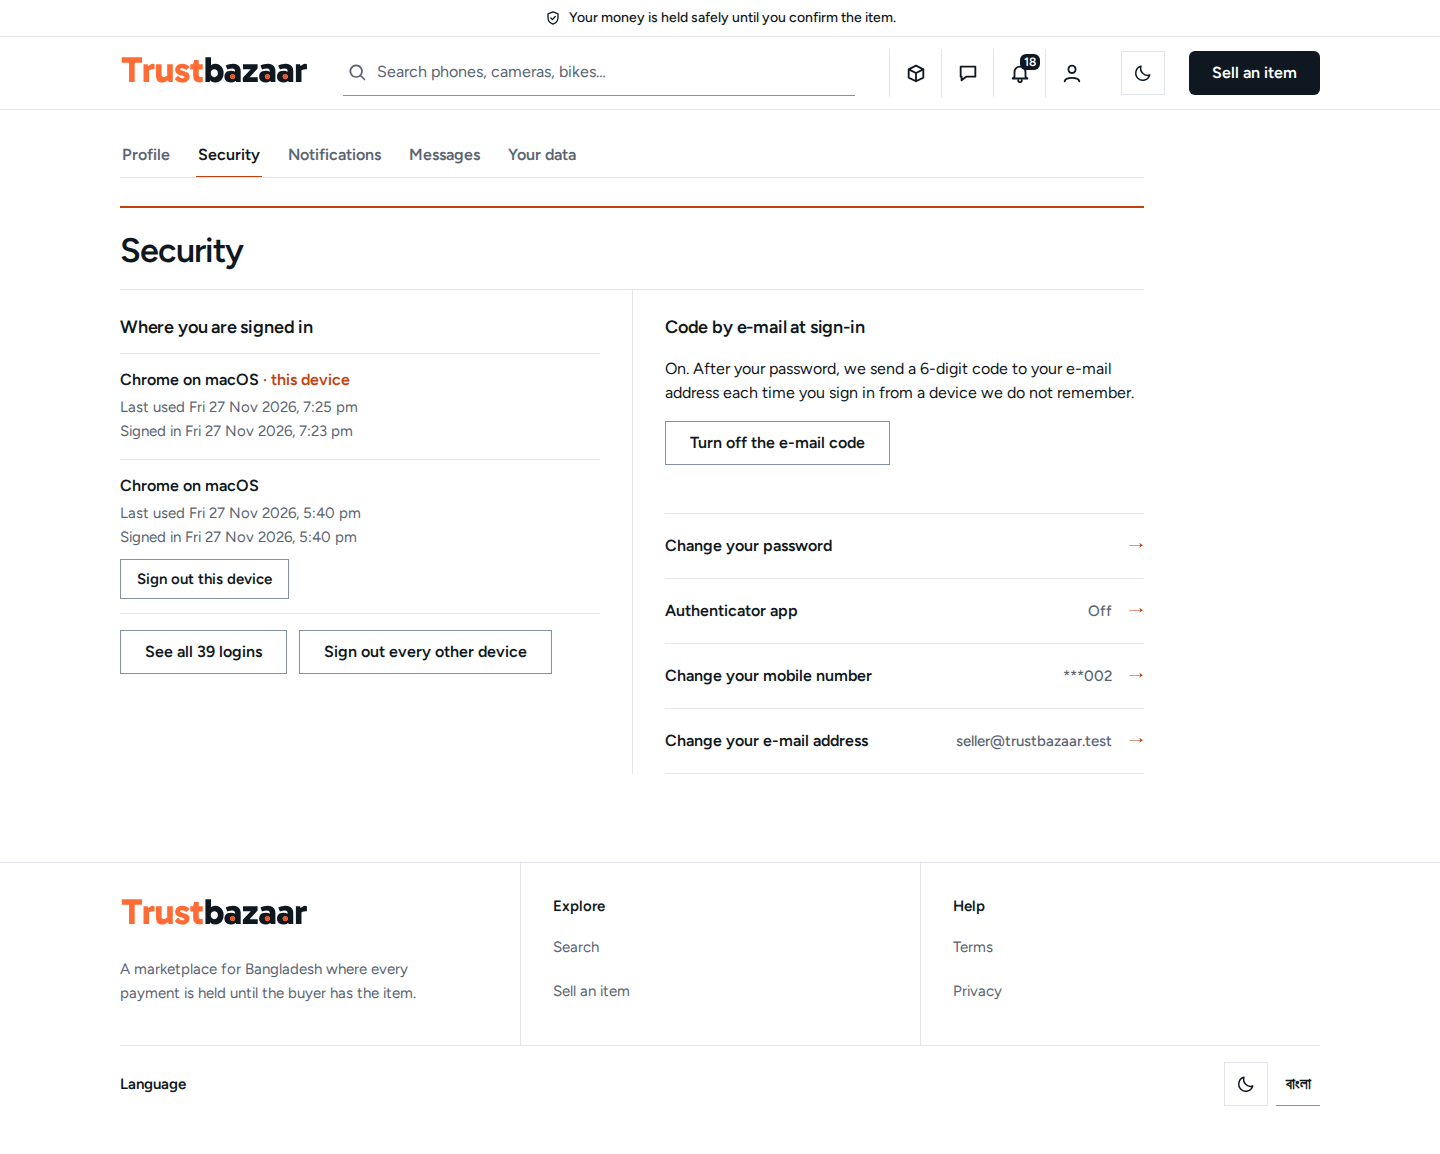 Your money is held safely until you confirm the item.
Trustbazaar
Search phones, cameras, bikes...
18
Sell an item
Profile
Security
Notifications
Messages
Your data
Security
Where you are signed in
Chrome on macOS · this device
Last used Fri 27 Nov 2026, 7:25 pm
Signed in Fri 27 Nov 2026, 7:23 pm
Chrome on macOS
Last used Fri 27 Nov 2026, 5:40 pm
Signed in Fri 27 Nov 2026, 5:40 pm
Sign out this device
See all 39 logins
Sign out every other device
Code by e-mail at sign-in
On. After your password, we send a 6-digit code to your e-mail
address each time you sign in from a device we do not remember.
Turn off the e-mail code
Change your password →
Authenticator app Off →
Change your mobile number ***002 →
Change your e-mail address seller@trustbazaar.test →
Trustbazaar
A marketplace for Bangladesh where every
payment is held until the buyer has the item.
Explore
Search
Sell an item
Help
Terms
Privacy
Language
বাংলা